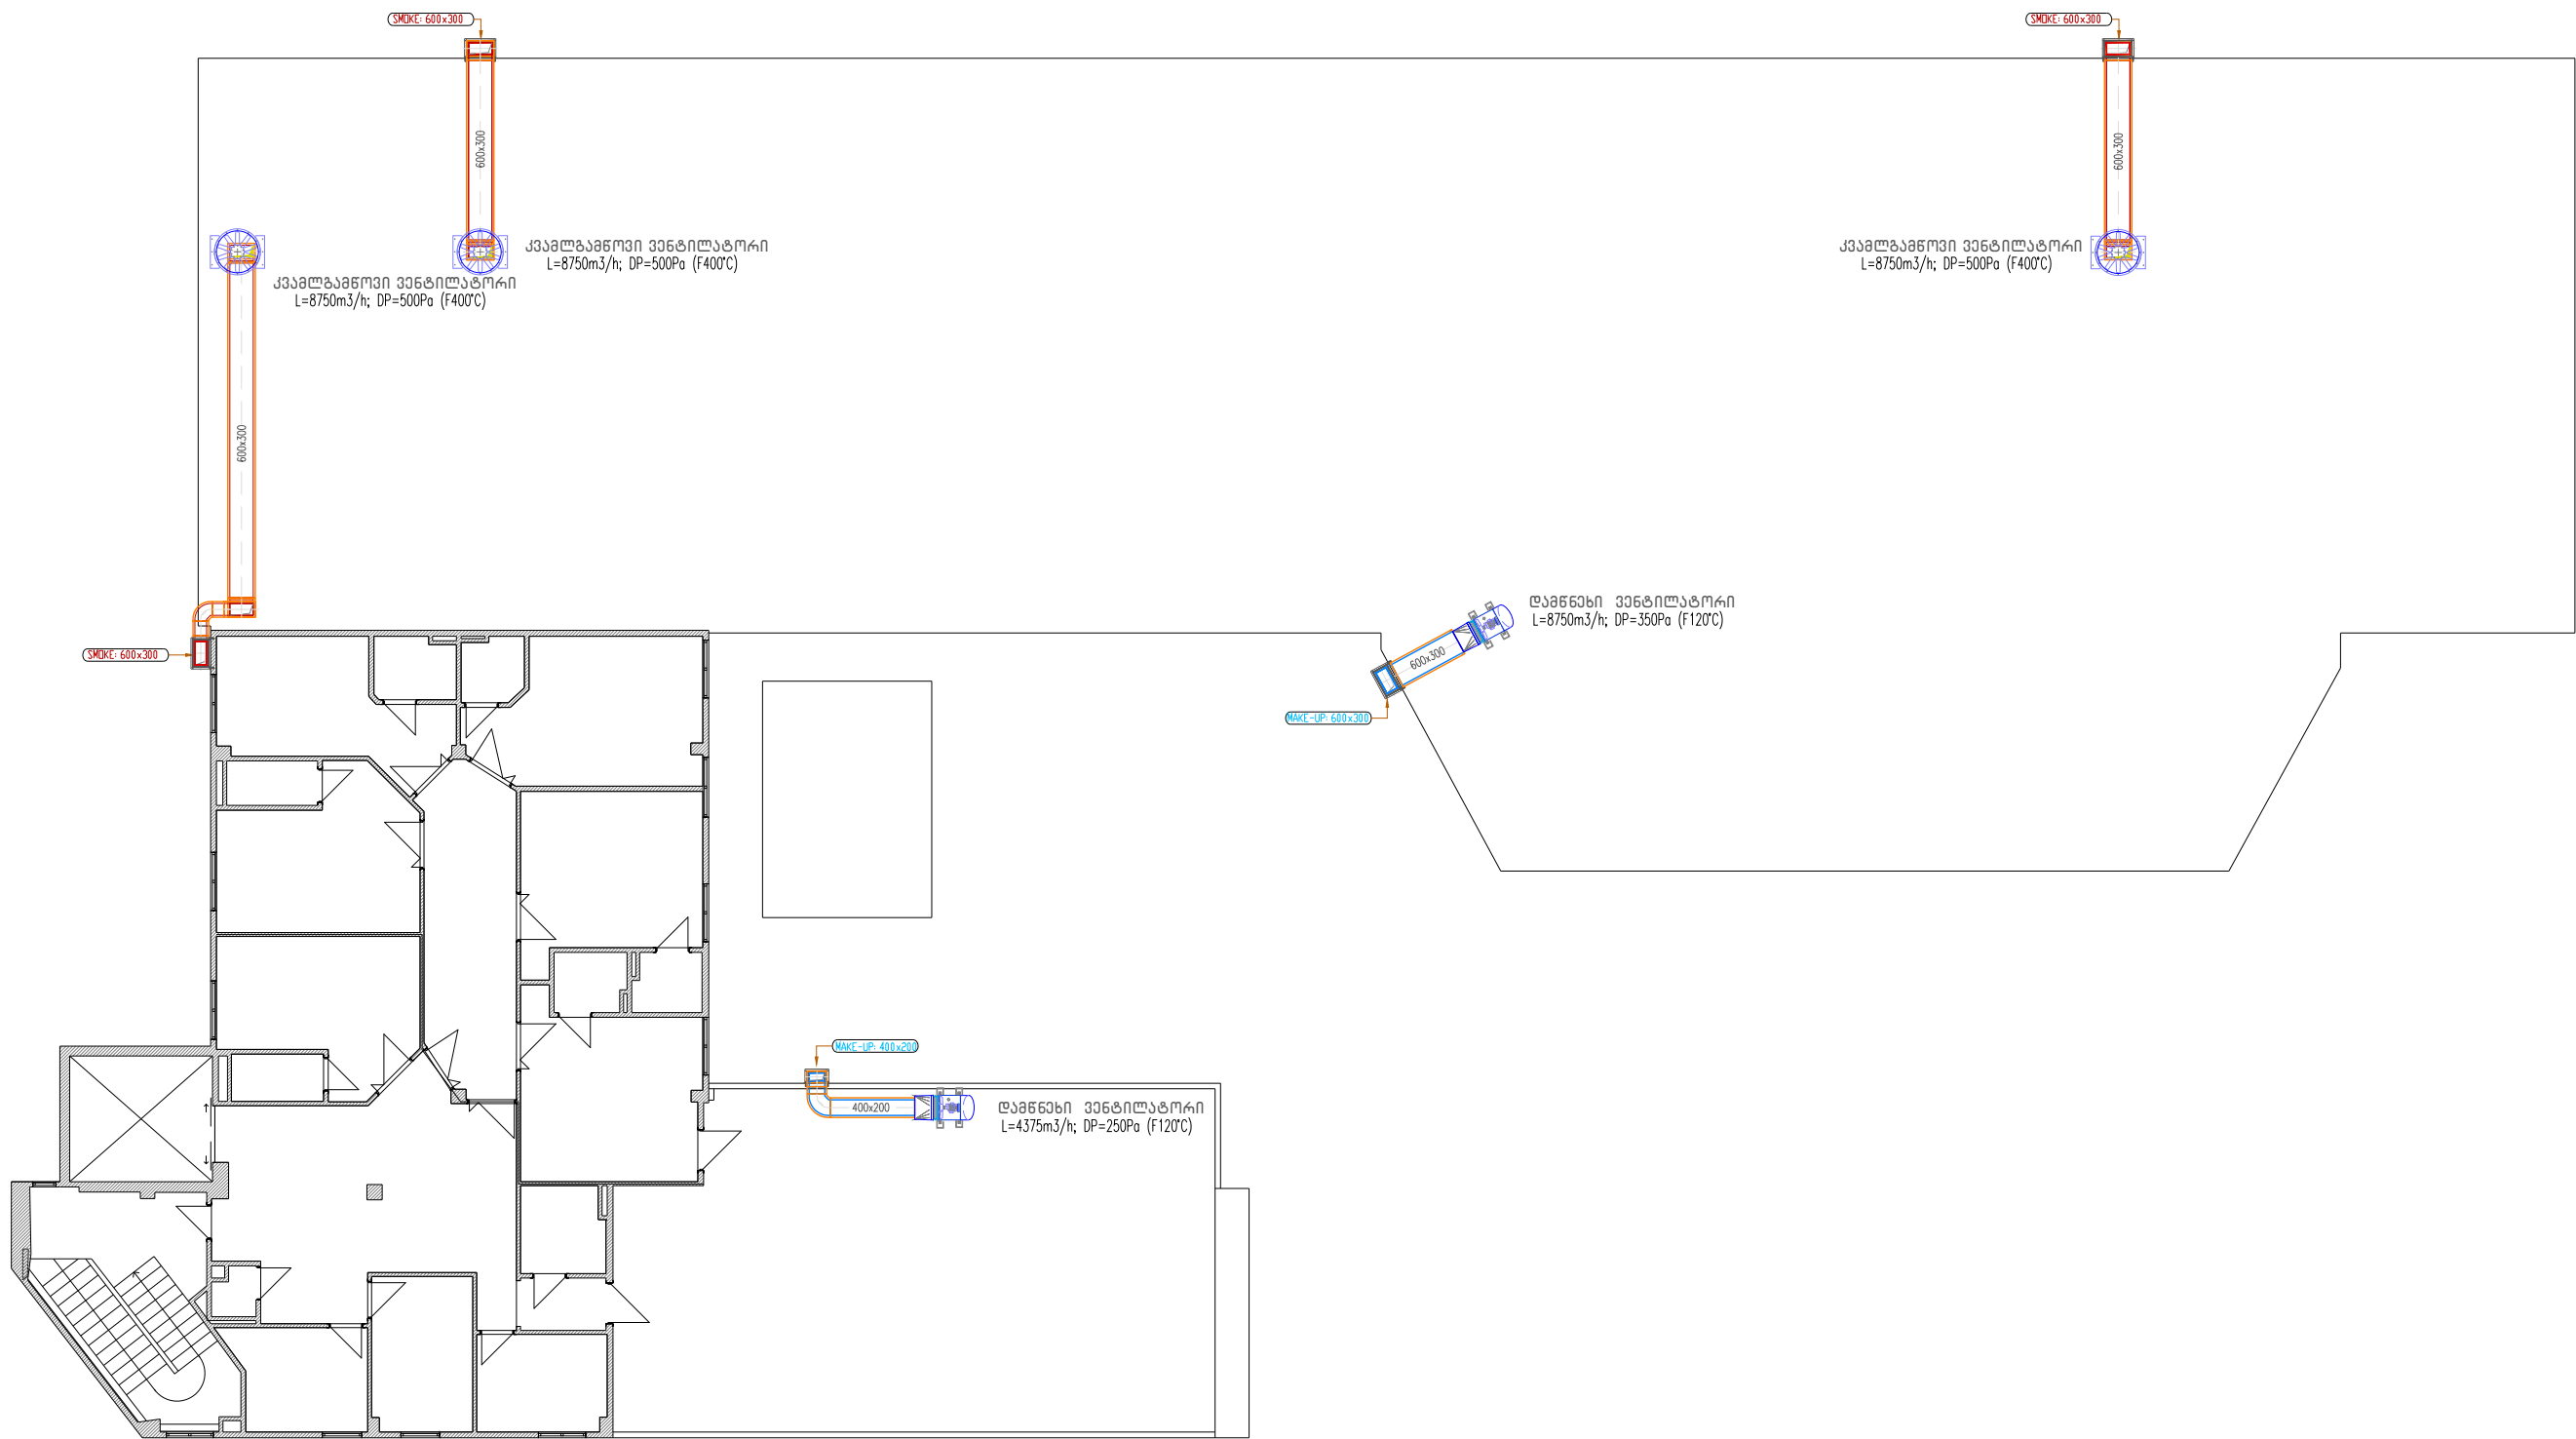 SMOKE: 600x300
SMOKE: 600x300
600x300
600x300
კვამლგამწოვი ვენტილატორი
L=8750m3/h; DP=500Pa (F400°C)
კვამლგამწოვი ვენტილატორი
L=8750m3/h; DP=500Pa (F400°C)
კვამლგამწოვი ვენტილატორი
L=8750m3/h; DP=500Pa (F400°C)
600x300
SMOKE: 600x300
დამწნეხი ვენტილატორი
L=8750m3/h; DP=350Pa (F120°C)
600x300
MAKE-UP: 600x300
MAKE-UP: 400x200
400x200
დამწნეხი ვენტილატორი
L=4375m3/h; DP=250Pa (F120°C)